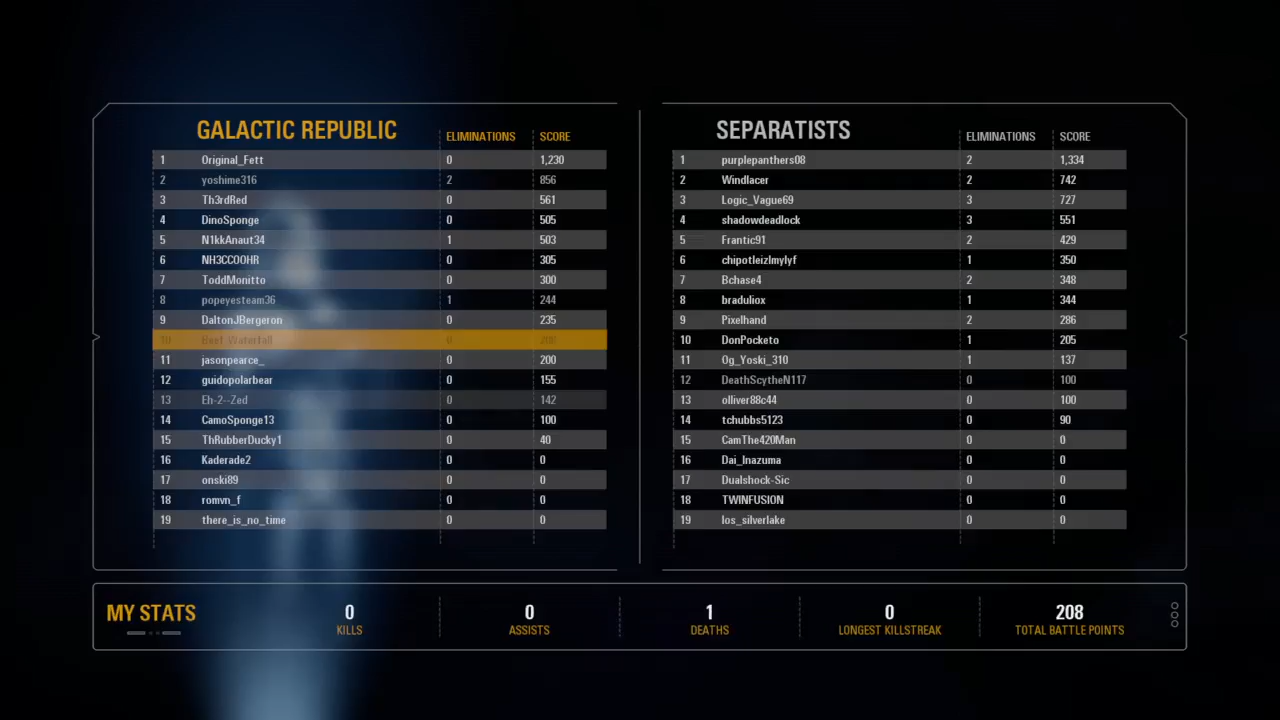 GALACTIC REPUBLIC ELIMINATIONS SCORE
1 Original_Fett 0 1,230
2 yoshime316 2 856
3 Th3rdRed 0 561
4 DinoSponge 0 505
5 N1kkAnaut34 1 503
6 NH3CCOOHR 0 305
7 ToddMonitto 0 300
8 popeyesteam36 1 244
9 DaltonJBergeron 0 235
10 Beef_Waterfall 0 208
11 jasonpearce_ 0 200
12 guidopolarbear 0 155
13 Eh-2--Zed 0 142
14 CamoSponge13 0 100
15 ThRubberDucky1 0 40
16 Kaderade2 0 0
17 onski89 0 0
18 romvn_f 0 0
19 there_is_no_time 0 0
SEPARATISTS ELIMINATIONS SCORE
1 purplepanthers08 2 1,334
2 Windlacer 2 742
3 Logic_Vague69 3 727
4 shadowdeadlock 3 551
5 Frantic91 2 429
6 chipotleizlmylyf 1 350
7 Bchase4 2 348
8 braduliox 1 344
9 Pixelhand 2 286
10 DonPocketo 1 205
11 Og_Yoski_310 1 137
12 DeathScytheN117 0 100
13 olliver88c44 0 100
14 tchubbs5123 0 90
15 CamThe420Man 0 0
16 Dai_Inazuma 0 0
17 Dualshock-Sic 0 0
18 TWINFUSION 0 0
19 los_silverlake 0 0
MY STATS
0 0 1 0 208
KILLS ASSISTS DEATHS LONGEST KILLSTREAK TOTAL BATTLE POINTS